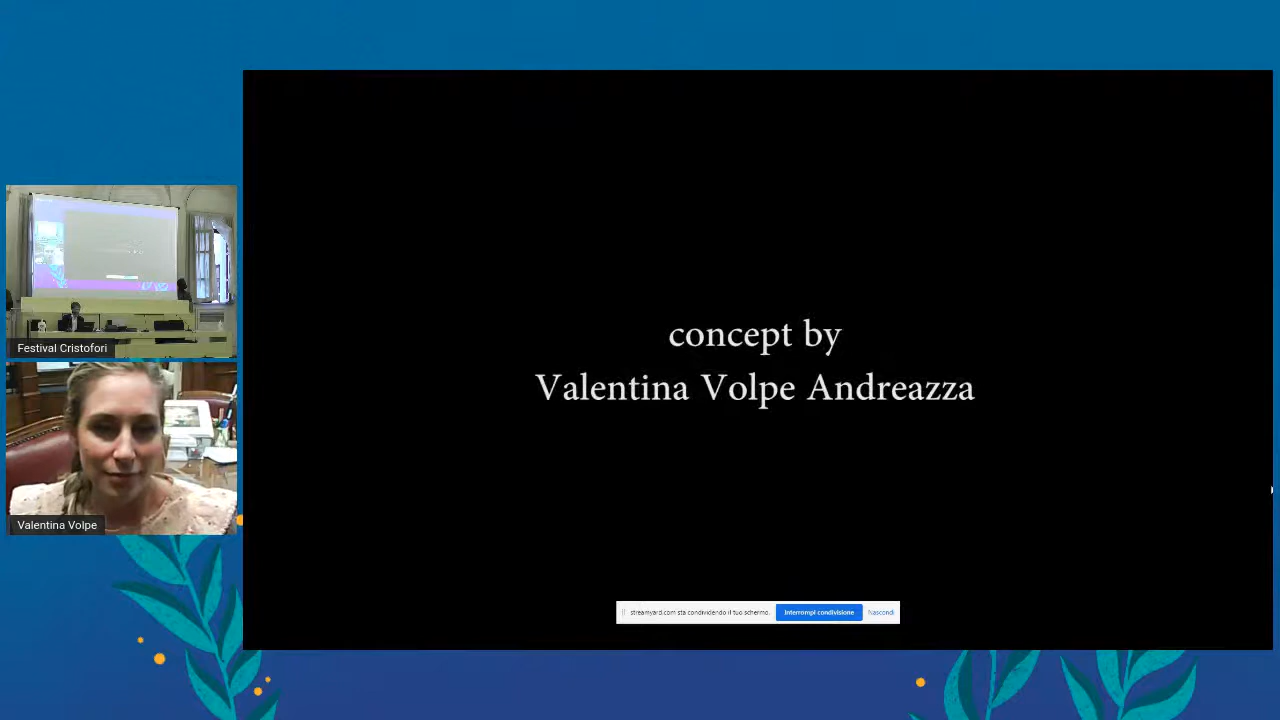 Festival Cristofori
Valentina Volpe
concept by
Valentina Volpe Andreazza
streamyard.com sta condividendo il tuo schermo.
Interrompi condivisione
Nascondi